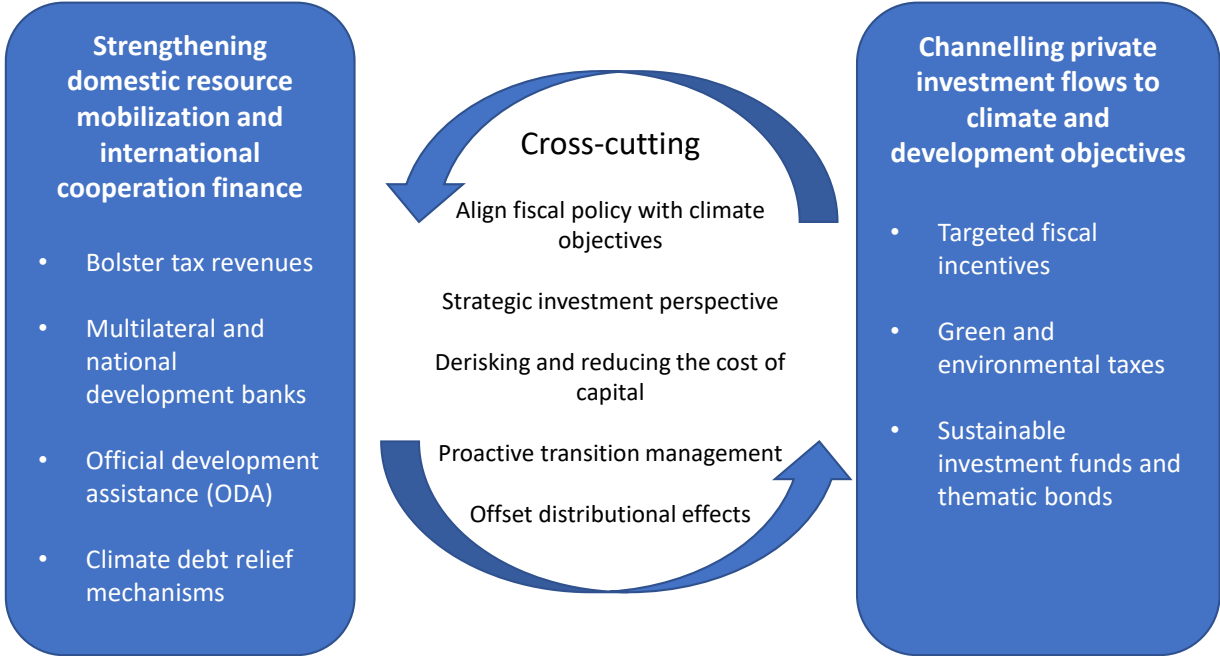 Strengthening
domestic resource
mobilization and
international
cooperation finance
• Bolster tax revenues
• Multilateral and
national
development banks
• Official development
assistance (ODA)
• Climate debt relief
mechanisms
Cross-cutting
Align fiscal policy with climate
objectives
Strategic investment perspective
Derisking and reducing the cost of
capital
Proactive transition management
Offset distributional effects
Channelling private
investment flows to
climate and
development objectives
• Targeted fiscal
incentives
• Green and
environmental taxes
• Sustainable
investment funds and
thematic bonds